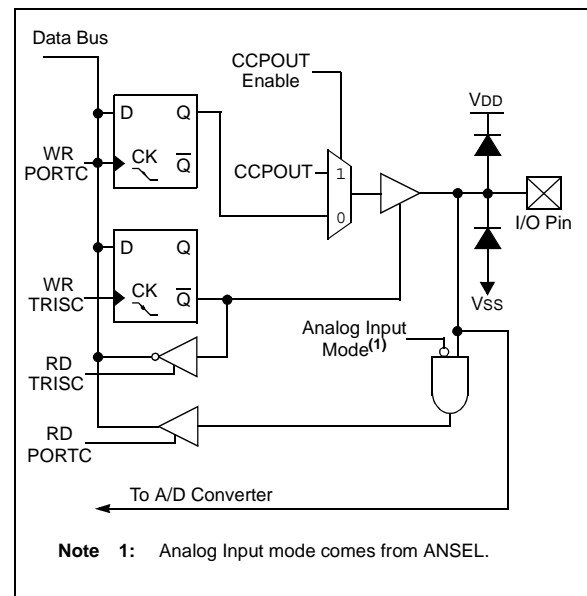 Data Bus
CCPOUT
Enable
VDD
D Q
WR
PORTC
CK Q
CCPOUT
1
0
I/O Pin
D Q
WR
TRISC
CK Q
VSS
Analog Input
Mode(1)
RD
TRISC
RD
PORTC
To A/D Converter
Note 1: Analog Input mode comes from ANSEL.